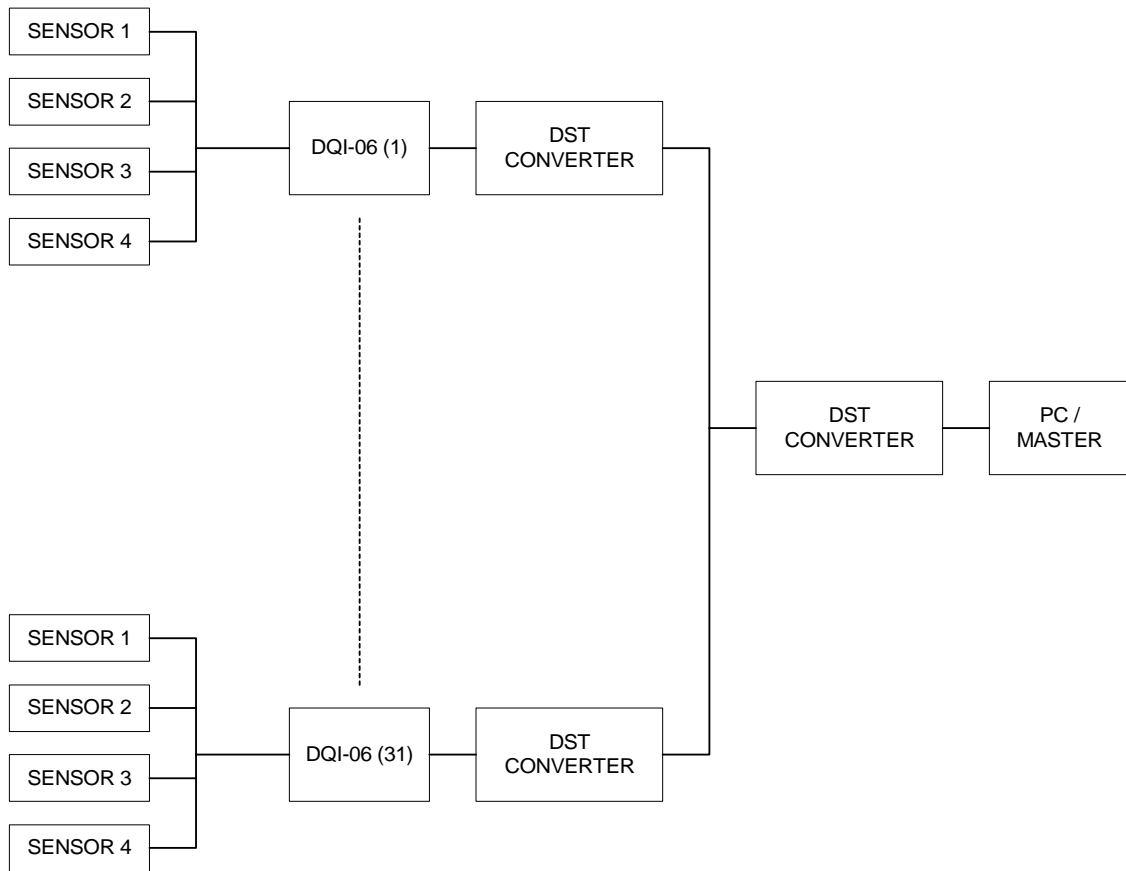 SENSOR 1
SENSOR 2
SENSOR 3
SENSOR 4
DQI-06 (1)
DST
CONVERTER
DST
CONVERTER
PC /
MASTER
SENSOR 1
SENSOR 2
SENSOR 3
SENSOR 4
DQI-06 (31)
DST
CONVERTER